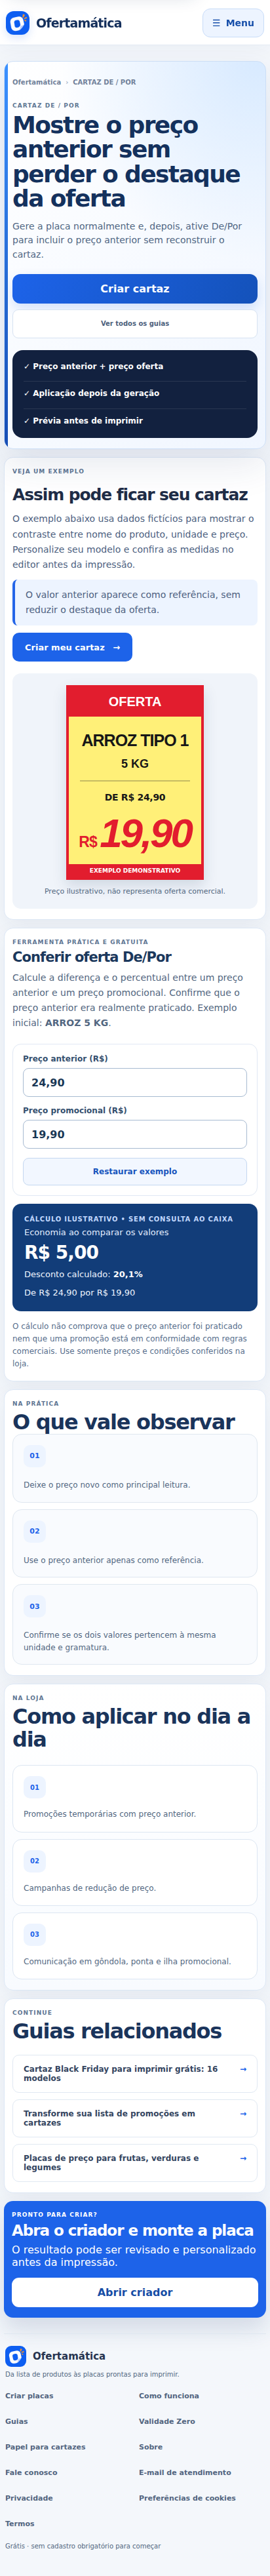 Ofertamática
☰ Menu
Ofertamática › CARTAZ DE / POR
CARTAZ DE / POR
Mostre o preço
anterior sem
perder o destaque
da oferta
Gere a placa normalmente e, depois, ative De/Por
para incluir o preço anterior sem reconstruir o
cartaz.
Criar cartaz
Ver todos os guias
✓ Preço anterior + preço oferta
✓ Aplicação depois da geração
✓ Prévia antes de imprimir
VEJA UM EXEMPLO
Assim pode ficar seu cartaz
O exemplo abaixo usa dados fictícios para mostrar o
contraste entre nome do produto, unidade e preço.
Personalize seu modelo e confira as medidas no
editor antes da impressão.
O valor anterior aparece como referência, sem
reduzir o destaque da oferta.
Criar meu cartaz →
OFERTA
ARROZ TIPO 1
5 KG
DE R$ 24,90
R$ 19,90
EXEMPLO DEMONSTRATIVO
Preço ilustrativo, não representa oferta comercial.
FERRAMENTA PRÁTICA E GRATUITA
Conferir oferta De/Por
Calcule a diferença e o percentual entre um preço
anterior e um preço promocional. Confirme que o
preço anterior era realmente praticado. Exemplo
inicial: ARROZ 5 KG.
Preço anterior (R$)
24,90
Preço promocional (R$)
19,90
Restaurar exemplo
CÁLCULO ILUSTRATIVO • SEM CONSULTA AO CAIXA
Economia ao comparar os valores
R$ 5,00
Desconto calculado: 20,1%
De R$ 24,90 por R$ 19,90
O cálculo não comprova que o preço anterior foi praticado
nem que uma promoção está em conformidade com regras
comerciais. Use somente preços e condições conferidos na
loja.
NA PRÁTICA
O que vale observar
01
Deixe o preço novo como principal leitura.
02
Use o preço anterior apenas como referência.
03
Confirme se os dois valores pertencem à mesma
unidade e gramatura.
NA LOJA
Como aplicar no dia a
dia
01
Promoções temporárias com preço anterior.
02
Campanhas de redução de preço.
03
Comunicação em gôndola, ponta e ilha promocional.
CONTINUE
Guias relacionados
Cartaz Black Friday para imprimir grátis: 16
modelos
→
Transforme sua lista de promoções em
cartazes
→
Placas de preço para frutas, verduras e
legumes
→
PRONTO PARA CRIAR?
Abra o criador e monte a placa
O resultado pode ser revisado e personalizado
antes da impressão.
Abrir criador
Ofertamática
Da lista de produtos às placas prontas para imprimir.
Criar placas
Como funciona
Guias
Validade Zero
Papel para cartazes
Sobre
Fale conosco
E-mail de atendimento
Privacidade
Preferências de cookies
Termos
Grátis · sem cadastro obrigatório para começar